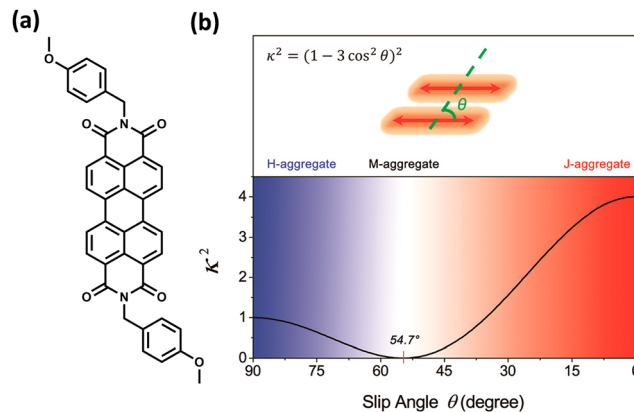 (a)
O
O
N
O
O
N
O
O
(b)
κ² = (1 − 3 cos² θ)²
θ
H-aggregate M-aggregate J-aggregate
4
3
2
1
0
κ²
54.7°
90 75 60 45 30 15 0
Slip Angle θ (degree)